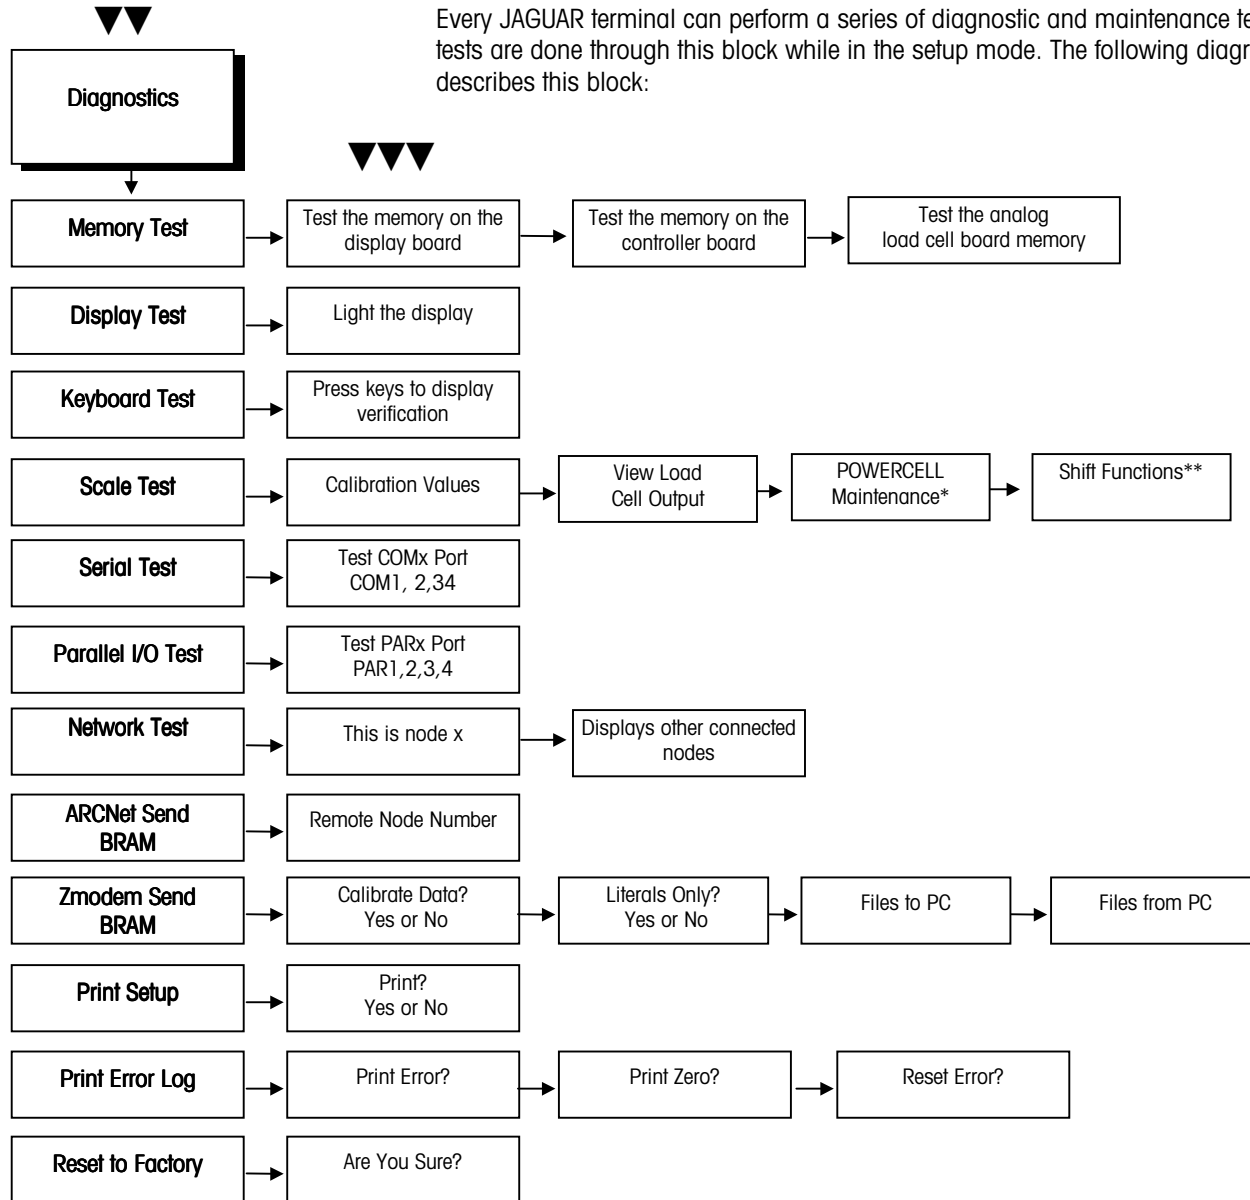 Every JAGUAR terminal can perform a series of diagnostic and maintenance
tests are done through this block while in the setup mode. The following
describes this block:
Diagnostics
Memory Test
Test the memory on the
display board
Test the memory on the
controller board
Test the analog
load cell board memory
Display Test
Light the display
Keyboard Test
Press keys to display
verification
Scale Test
Calibration Values
View Load
Cell Output
POWERCELL
Maintenance*
Shift Functions**
Serial Test
Test COMx Port
COM1, 2,34
Parallel I/O Test
Test PARx Port
PAR1,2,3,4
Network Test
This is node x
Displays other connected
nodes
ARCNet Send
BRAM
Remote Node Number
Zmodem Send
BRAM
Calibrate Data?
Yes or No
Literals Only?
Yes or No
Files to PC
Files from PC
Print Setup
Print?
Yes or No
Print Error Log
Print Error?
Print Zero?
Reset Error?
Reset to Factory
Are You Sure?